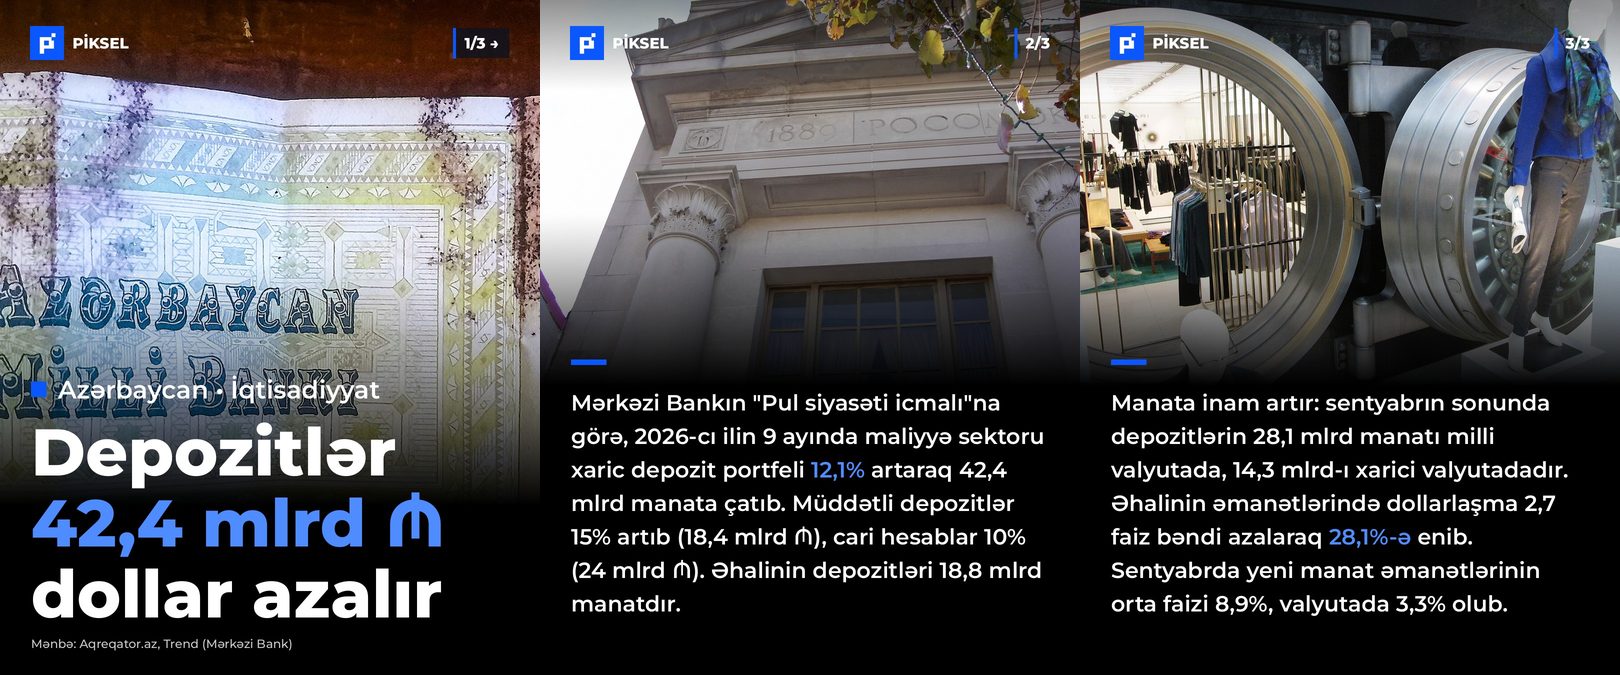 PİKSEL
1/3 →
AZƏRBAYCAN
MİLLİ BANKI
Azərbaycan · İqtisadiyyat
Depozitlər
42,4 mlrd ₼
dollar azalır
Mənbə: Aqreqator.az, Trend (Mərkəzi Bank)
PİKSEL
2/3
1889
Mərkəzi Bankın "Pul siyasəti icmalı"na
görə, 2026-cı ilin 9 ayında maliyyə sektoru
xaric depozit portfeli 12,1% artaraq 42,4
mlrd manata çatıb. Müddətli depozitlər
15% artıb (18,4 mlrd ₼), cari hesablar 10%
(24 mlrd ₼). Əhalinin depozitləri 18,8 mlrd
manatdır.
PİKSEL
3/3
Manata inam artır: sentyabrın sonunda
depozitlərin 28,1 mlrd manatı milli
valyutada, 14,3 mlrd-ı xarici valyutadadır.
Əhalinin əmanətlərində dollarlaşma 2,7
faiz bəndi azalaraq 28,1%-ə enib.
Sentyabrda yeni manat əmanətlərinin
orta faizi 8,9%, valyutada 3,3% olub.